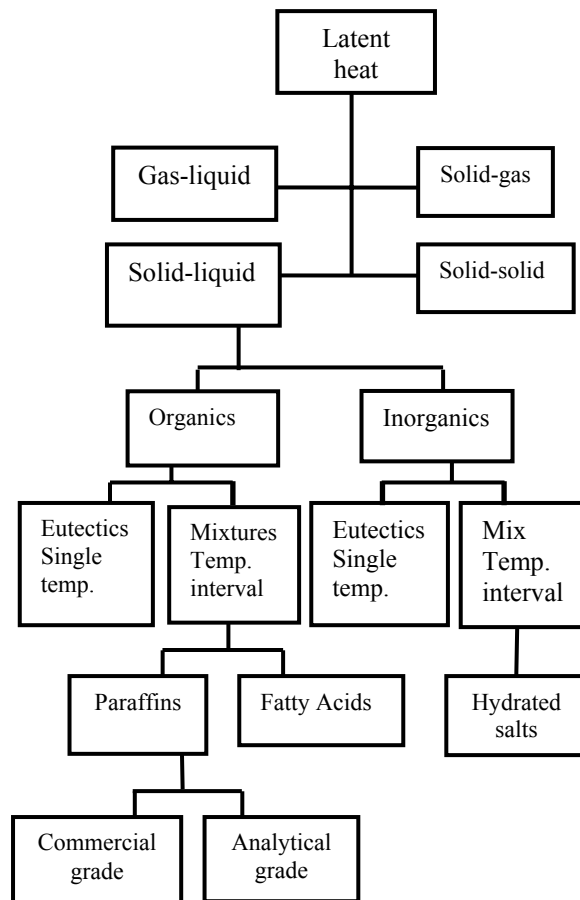 Latent
heat
Gas-liquid
Solid-gas
Solid-liquid
Solid-solid
Organics
Inorganics
Eutectics
Single
temp.
Mixtures
Temp.
interval
Eutectics
Single
temp.
Mix
Temp.
interval
Paraffins
Fatty Acids
Hydrated
salts
Commercial
grade
Analytical
grade